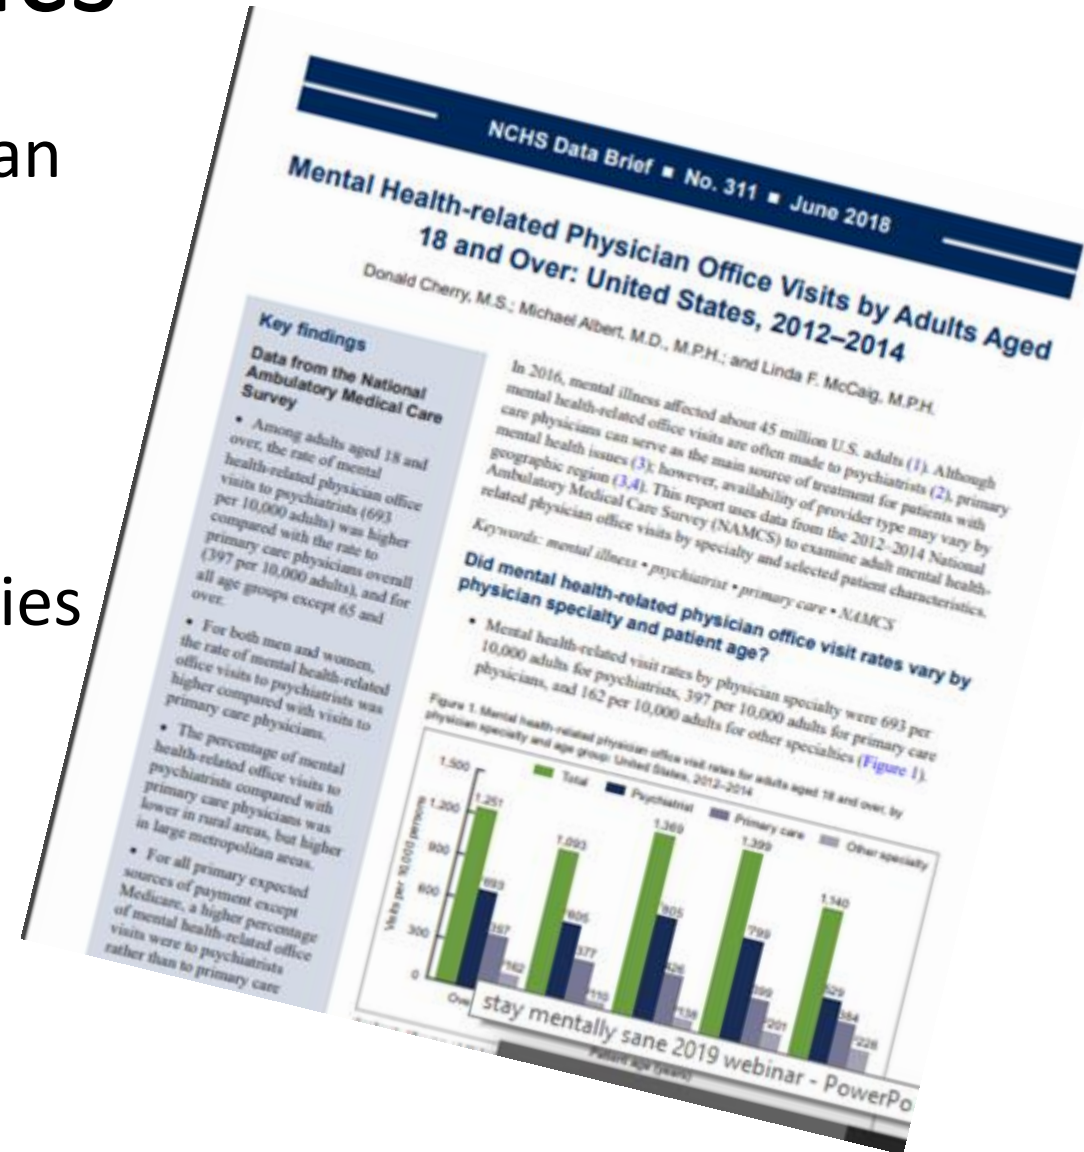 an
ies
NCHS Data Brief ■ No. 311 ■ June 2018
Mental Health-related Physician Office Visits by Adults Aged
18 and Over: United States, 2012–2014
Donald Cherry, M.S.; Michael Albert, M.D., M.P.H.; and Linda F. McCaig, M.P.H.
Key findings
Data from the National
Ambulatory Medical Care
Survey
• Among adults aged 18 and
over, the rate of mental
health-related physician office
visits to psychiatrists (693
per 10,000 adults) was higher
compared with the rate to
primary care physicians overall
(397 per 10,000 adults), and for
all age groups except 65 and
over.
• For both men and women,
the rate of mental health-related
office visits to psychiatrists was
higher compared with visits to
primary care physicians.
• The percentage of mental
health-related office visits to
psychiatrists compared with
primary care physicians was
lower in rural areas, but higher
in large metropolitan areas.
• For all primary expected
sources of payment except
Medicare, a higher percentage
of mental health-related office
visits were to psychiatrists
rather than to primary care
In 2016, mental illness affected about 45 million U.S. adults (1). Although
mental health-related office visits are often made to psychiatrists (2), primary
care physicians can serve as the main source of treatment for patients with
mental health issues (3); however, availability of provider type may vary by
geographic region (3,4). This report uses data from the 2012–2014 National
Ambulatory Medical Care Survey (NAMCS) to examine adult mental health-
related physician office visits by specialty and selected patient characteristics.
Keywords: mental illness • psychiatrist • primary care • NAMCS
Did mental health-related physician office visit rates vary by
physician specialty and patient age?
• Mental health-related visit rates by physician specialty were 693 per
10,000 adults for psychiatrists, 397 per 10,000 adults for primary care
physicians, and 162 per 10,000 adults for other specialties (Figure 1).
Figure 1. Mental health-related physician office visit rates for adults aged 18 and over, by
physician specialty and age group: United States, 2012–2014
Total Psychiatrist Primary care Other specialty
Visits per 10,000 persons
1,500
1,200
900
600
300
0
1,251 693 397 162
1,093 605 377 110
1,369 805 426 138
1,399 799 399 201
1,140 529 384 228
Patient age (years)
stay mentally sane 2019 webinar - PowerPo